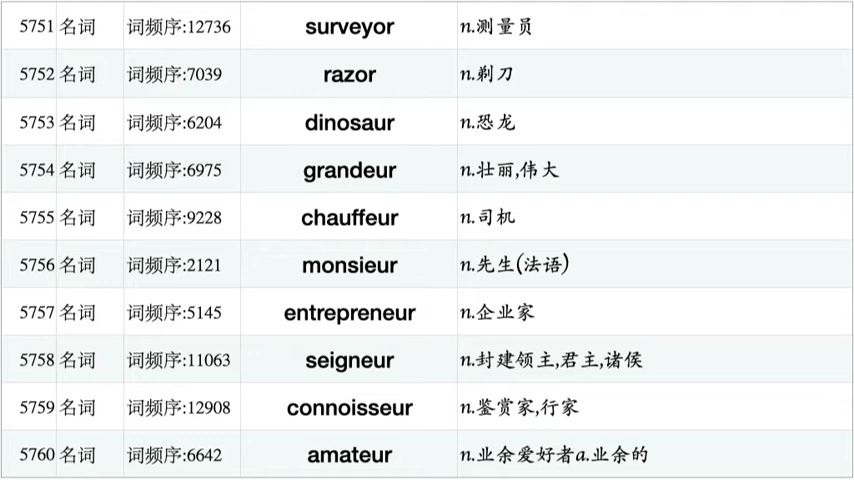 5751 名词 词频序:12736 surveyor n.测量员
5752 名词 词频序:7039 razor n.剃刀
5753 名词 词频序:6204 dinosaur n.恐龙
5754 名词 词频序:6975 grandeur n.壮丽,伟大
5755 名词 词频序:9228 chauffeur n.司机
5756 名词 词频序:2121 monsieur n.先生(法语)
5757 名词 词频序:5145 entrepreneur n.企业家
5758 名词 词频序:11063 seigneur n.封建领主,君主,诸侯
5759 名词 词频序:12908 connoisseur n.鉴赏家,行家
5760 名词 词频序:6642 amateur n.业余爱好者a.业余的